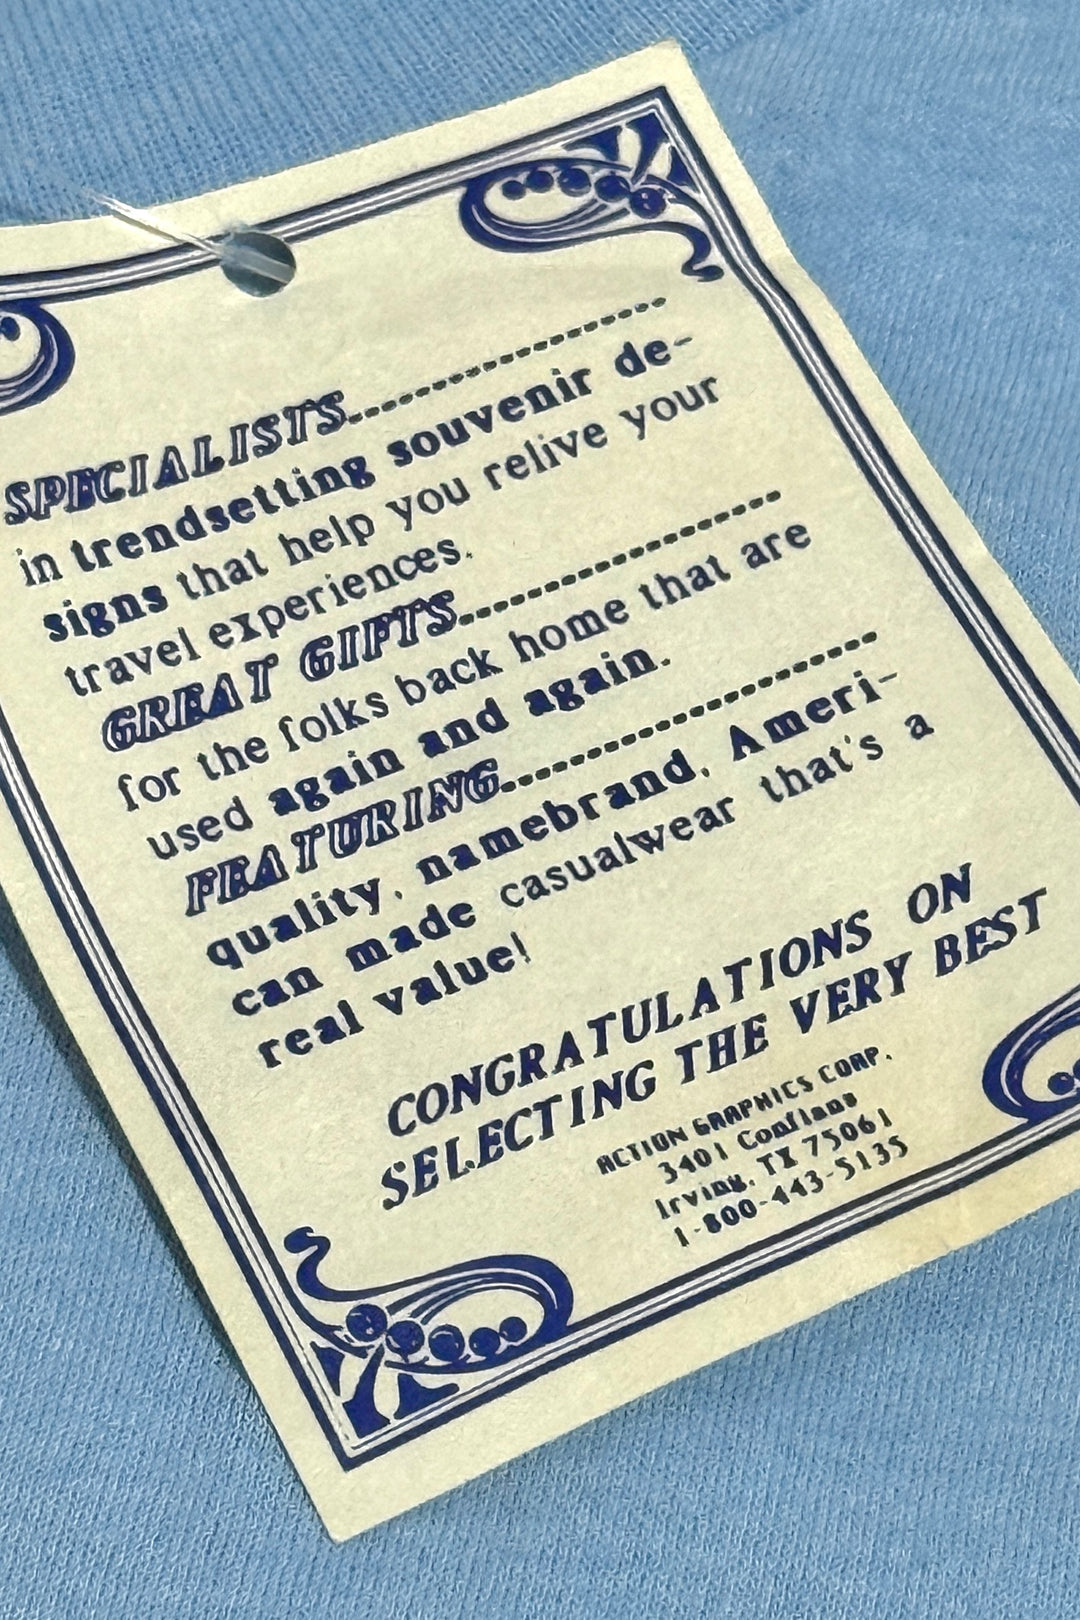 SPECIALISTS....................
in trendsetting souvenir de-
signs that help you relive your
travel experiences.
GREAT GIFTS....................
for the folks back home that are
used again and again.
FEATURING......................
quality, namebrand, Ameri-
can made casualwear that's a
real value!
CONGRATULATIONS ON
SELECTING THE VERY BEST
ACTION GRAPHICS CORP.
3401 Conflans
Irving, TX 75061
1-800-443-5135